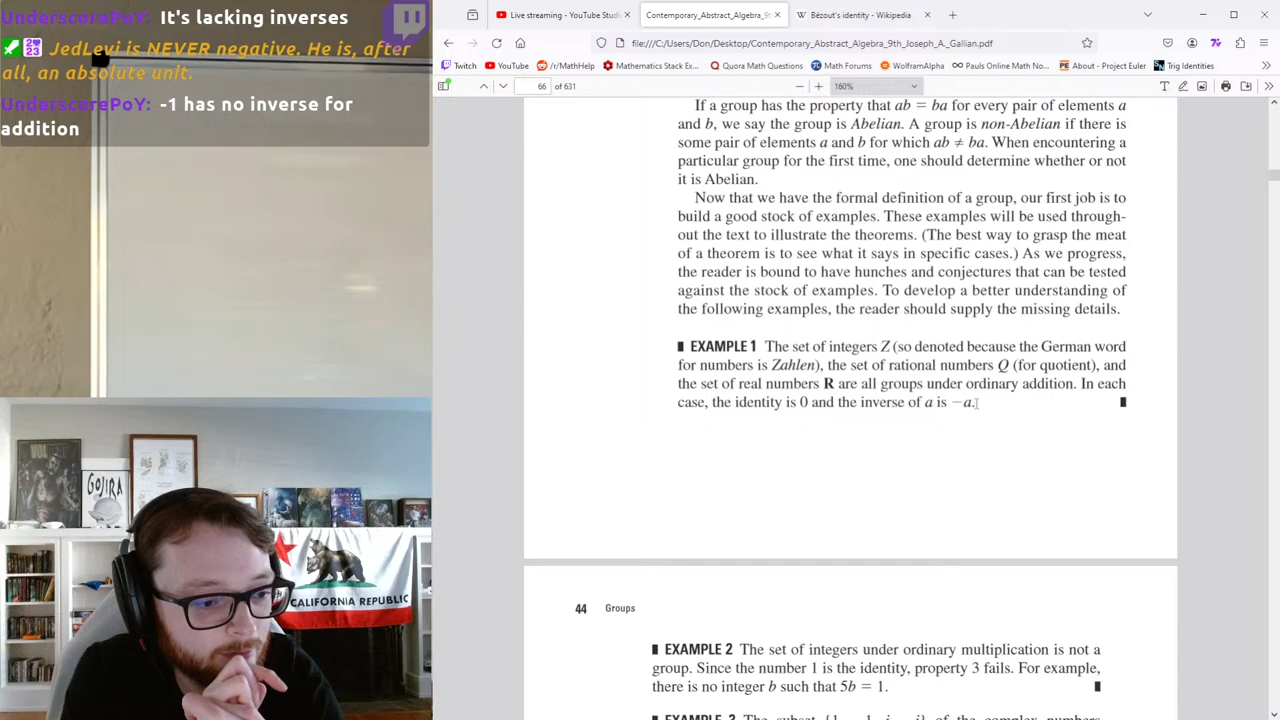 UnderscorePoY: It's lacking inverses
JedLevi is NEVER negative. He is, after
all, an absolute unit.
UnderscorePoY: -1 has no inverse for
addition
GOJIRA
CALIFORNIA REPUBLIC
Live streaming - YouTube Studi
Contemporary_Abstract_Algebra_9t
Bézout's identity - Wikipedia
file:///C:/Users/Don/Desktop/Contemporary_Abstract_Algebra_9th_Joseph_A._Gallian.pdf
Twitch
YouTube
(7) r/MathHelp
Mathematics Stack Ex...
Quora Math Questions
Math Forums
WolframAlpha
Pauls Online Math No...
About - Project Euler
Trig Identities
66 of 631
160%
If a group has the property that ab = ba for every pair of elements a
and b, we say the group is Abelian. A group is non-Abelian if there is
some pair of elements a and b for which ab ≠ ba. When encountering a
particular group for the first time, one should determine whether or not
it is Abelian.
Now that we have the formal definition of a group, our first job is to
build a good stock of examples. These examples will be used through-
out the text to illustrate the theorems. (The best way to grasp the meat
of a theorem is to see what it says in specific cases.) As we progress,
the reader is bound to have hunches and conjectures that can be tested
against the stock of examples. To develop a better understanding of
the following examples, the reader should supply the missing details.
EXAMPLE 1 The set of integers Z (so denoted because the German word
for numbers is Zahlen), the set of rational numbers Q (for quotient), and
the set of real numbers R are all groups under ordinary addition. In each
case, the identity is 0 and the inverse of a is −a.
44 Groups
EXAMPLE 2 The set of integers under ordinary multiplication is not a
group. Since the number 1 is the identity, property 3 fails. For example,
there is no integer b such that 5b = 1.
EXAMPLE 3 The subset {1, −1, i, −i} of the complex numbers